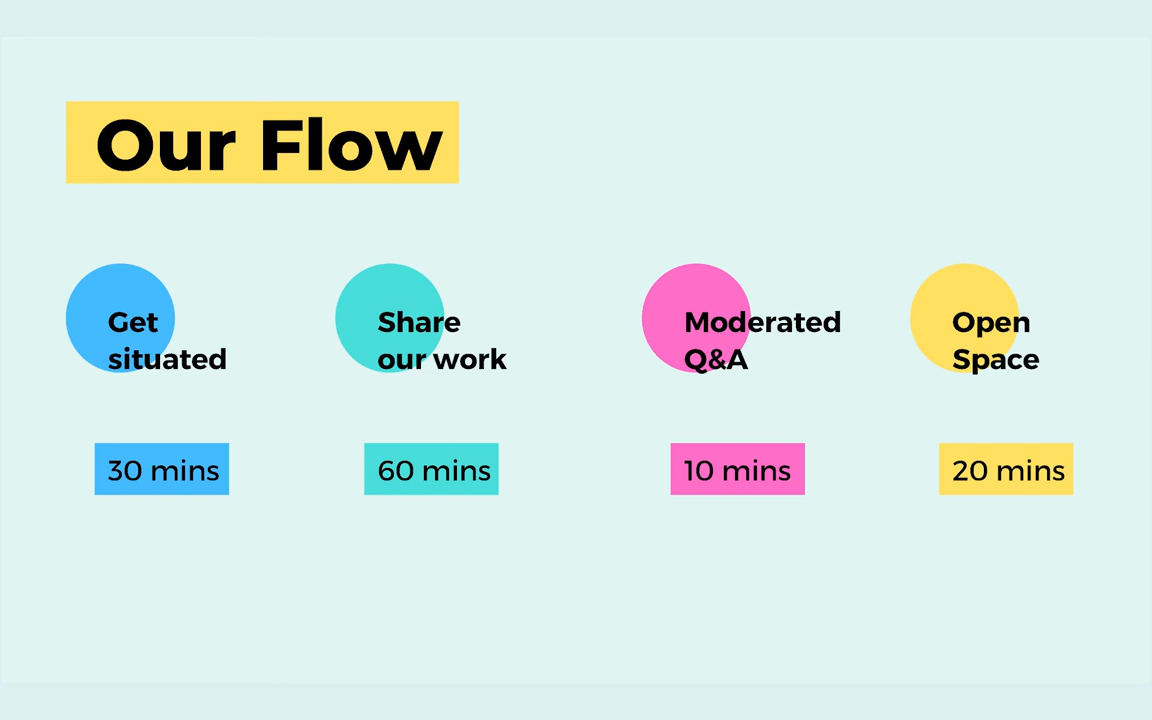 Our Flow
Get
situated
30 mins
Share
our work
60 mins
Moderated
Q&A
10 mins
Open
Space
20 mins